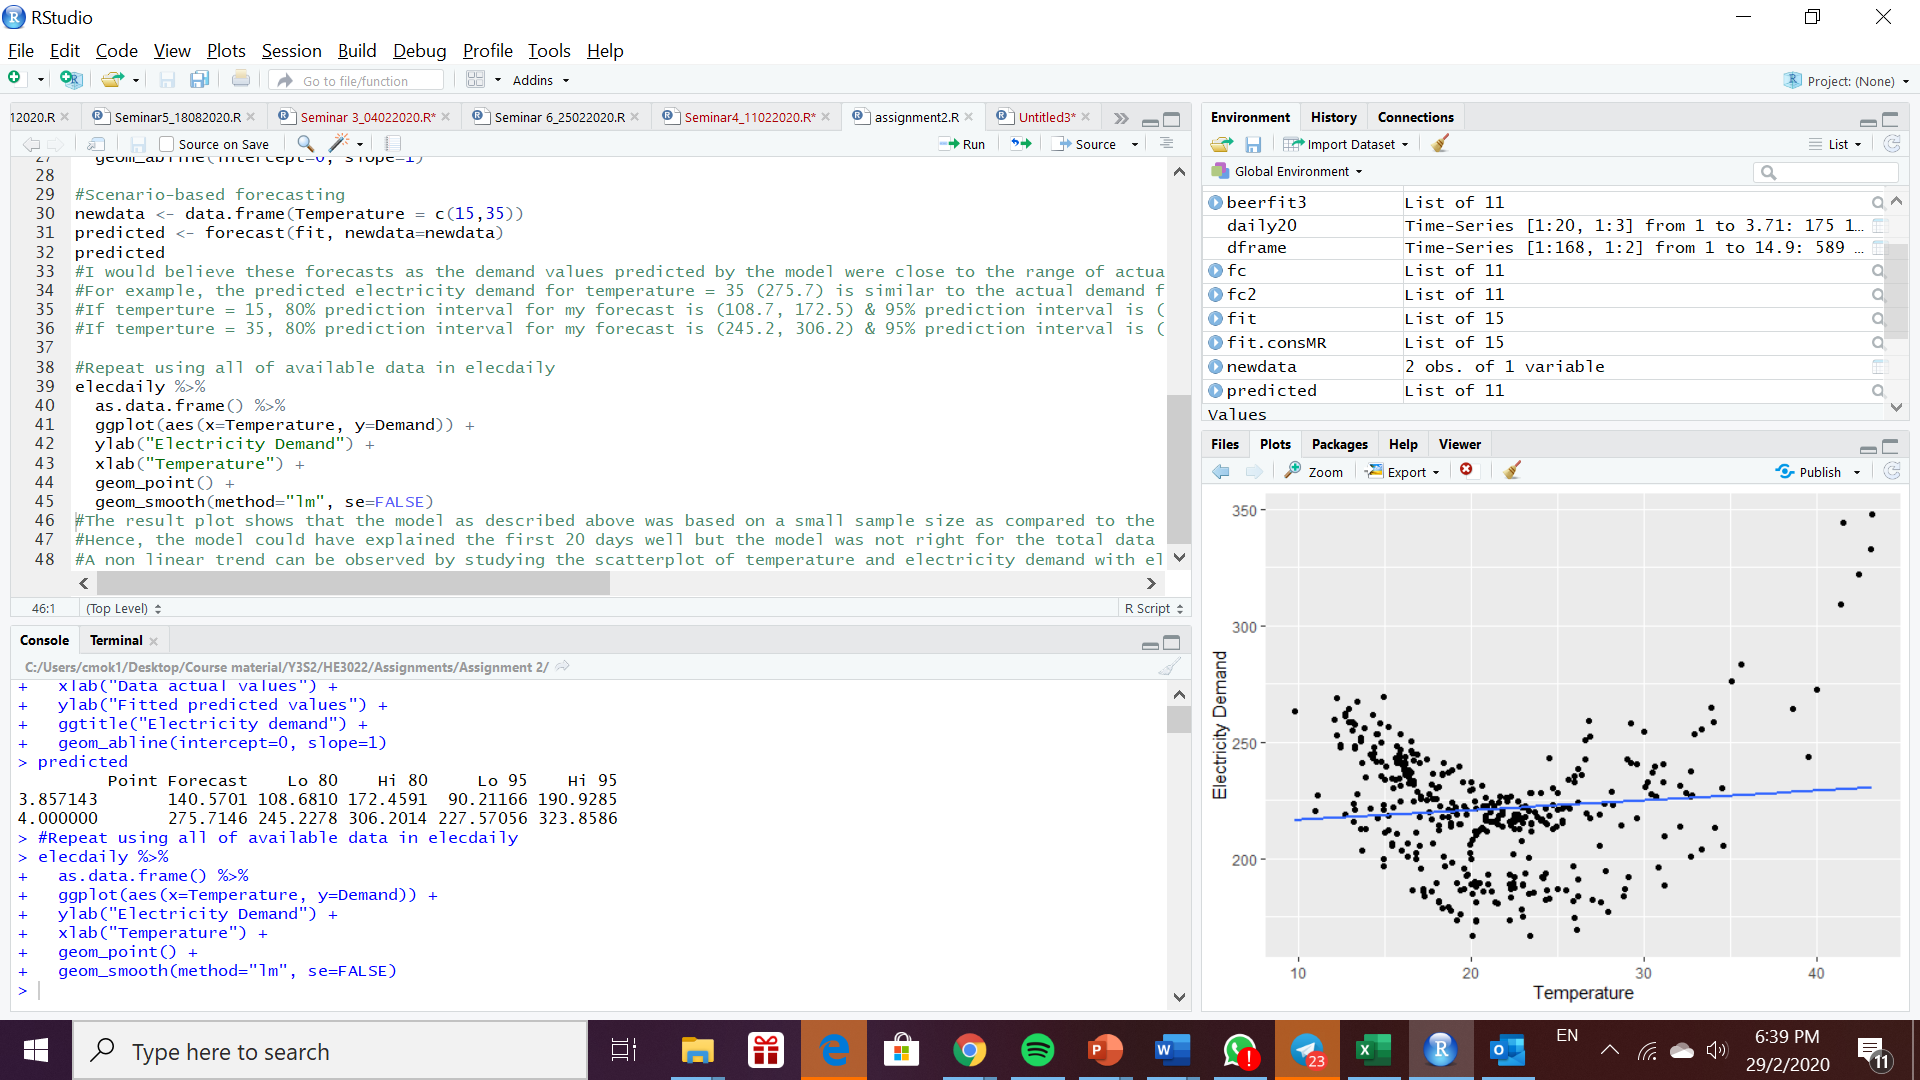 RStudio
File Edit Code View Plots Session Build Debug Profile Tools Help
Go to file/function Addins Project: (None)
12020.R Seminar5_18082020.R Seminar 3_04022020.R* Seminar 6_25022020.R Seminar4_11022020.R* assignment2.R Untitled3*
Source on Save Run Source
27 geom_abline(intercept=0, slope=1)
28
29 #Scenario-based forecasting
30 newdata <- data.frame(Temperature = c(15,35))
31 predicted <- forecast(fit, newdata=newdata)
32 predicted
33 #I would believe these forecasts as the demand values predicted by the model were close to the range of actua
34 #For example, the predicted electricity demand for temperature = 35 (275.7) is similar to the actual demand f
35 #If temperture = 15, 80% prediction interval for my forecast is (108.7, 172.5) & 95% prediction interval is (
36 #If temperture = 35, 80% prediction interval for my forecast is (245.2, 306.2) & 95% prediction interval is (
37
38 #Repeat using all of available data in elecdaily
39 elecdaily %>%
40 as.data.frame() %>%
41 ggplot(aes(x=Temperature, y=Demand)) +
42 ylab("Electricity Demand") +
43 xlab("Temperature") +
44 geom_point() +
45 geom_smooth(method="lm", se=FALSE)
46 #The result plot shows that the model as described above was based on a small sample size as compared to the
47 #Hence, the model could have explained the first 20 days well but the model was not right for the total data
48 #A non linear trend can be observed by studying the scatterplot of temperature and electricity demand with el
46:1 (Top Level) R Script
Console Terminal
C:/Users/cmok1/Desktop/Course material/Y3S2/HE3022/Assignments/Assignment 2/
+ xlab("Data actual values") +
+ ylab("Fitted predicted values") +
+ ggtitle("Electricity demand") +
+ geom_abline(intercept=0, slope=1)
> predicted
Point Forecast Lo 80 Hi 80 Lo 95 Hi 95
3.857143 140.5701 108.6810 172.4591 90.21166 190.9285
4.000000 275.7146 245.2278 306.2014 227.57056 323.8586
> #Repeat using all of available data in elecdaily
> elecdaily %>%
+ as.data.frame() %>%
+ ggplot(aes(x=Temperature, y=Demand)) +
+ ylab("Electricity Demand") +
+ xlab("Temperature") +
+ geom_point() +
+ geom_smooth(method="lm", se=FALSE)
>
Environment History Connections
Import Dataset List
Global Environment
beerfit3 List of 11
daily20 Time-Series [1:20, 1:3] from 1 to 3.71: 175 1…
dframe Time-Series [1:168, 1:2] from 1 to 14.9: 589 …
fc List of 11
fc2 List of 11
fit List of 15
fit.consMR List of 15
newdata 2 obs. of 1 variable
predicted List of 11
Values
Files Plots Packages Help Viewer
Zoom Export Publish
350
300
250
200
Electricity Demand
10 20 30 40
Temperature
Type here to search
23
EN
6:39 PM
29/2/2020
11